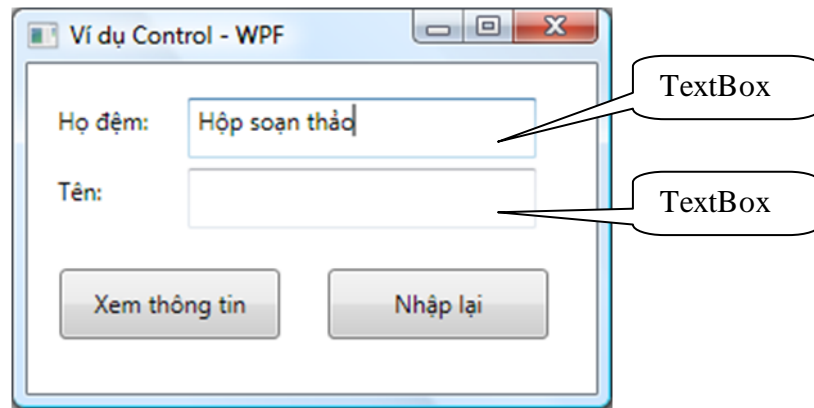 Ví dụ Control - WPF
TextBox
Họ đệm:
Hộp soạn thảo
Tên:
TextBox
Xem thông tin
Nhập lại